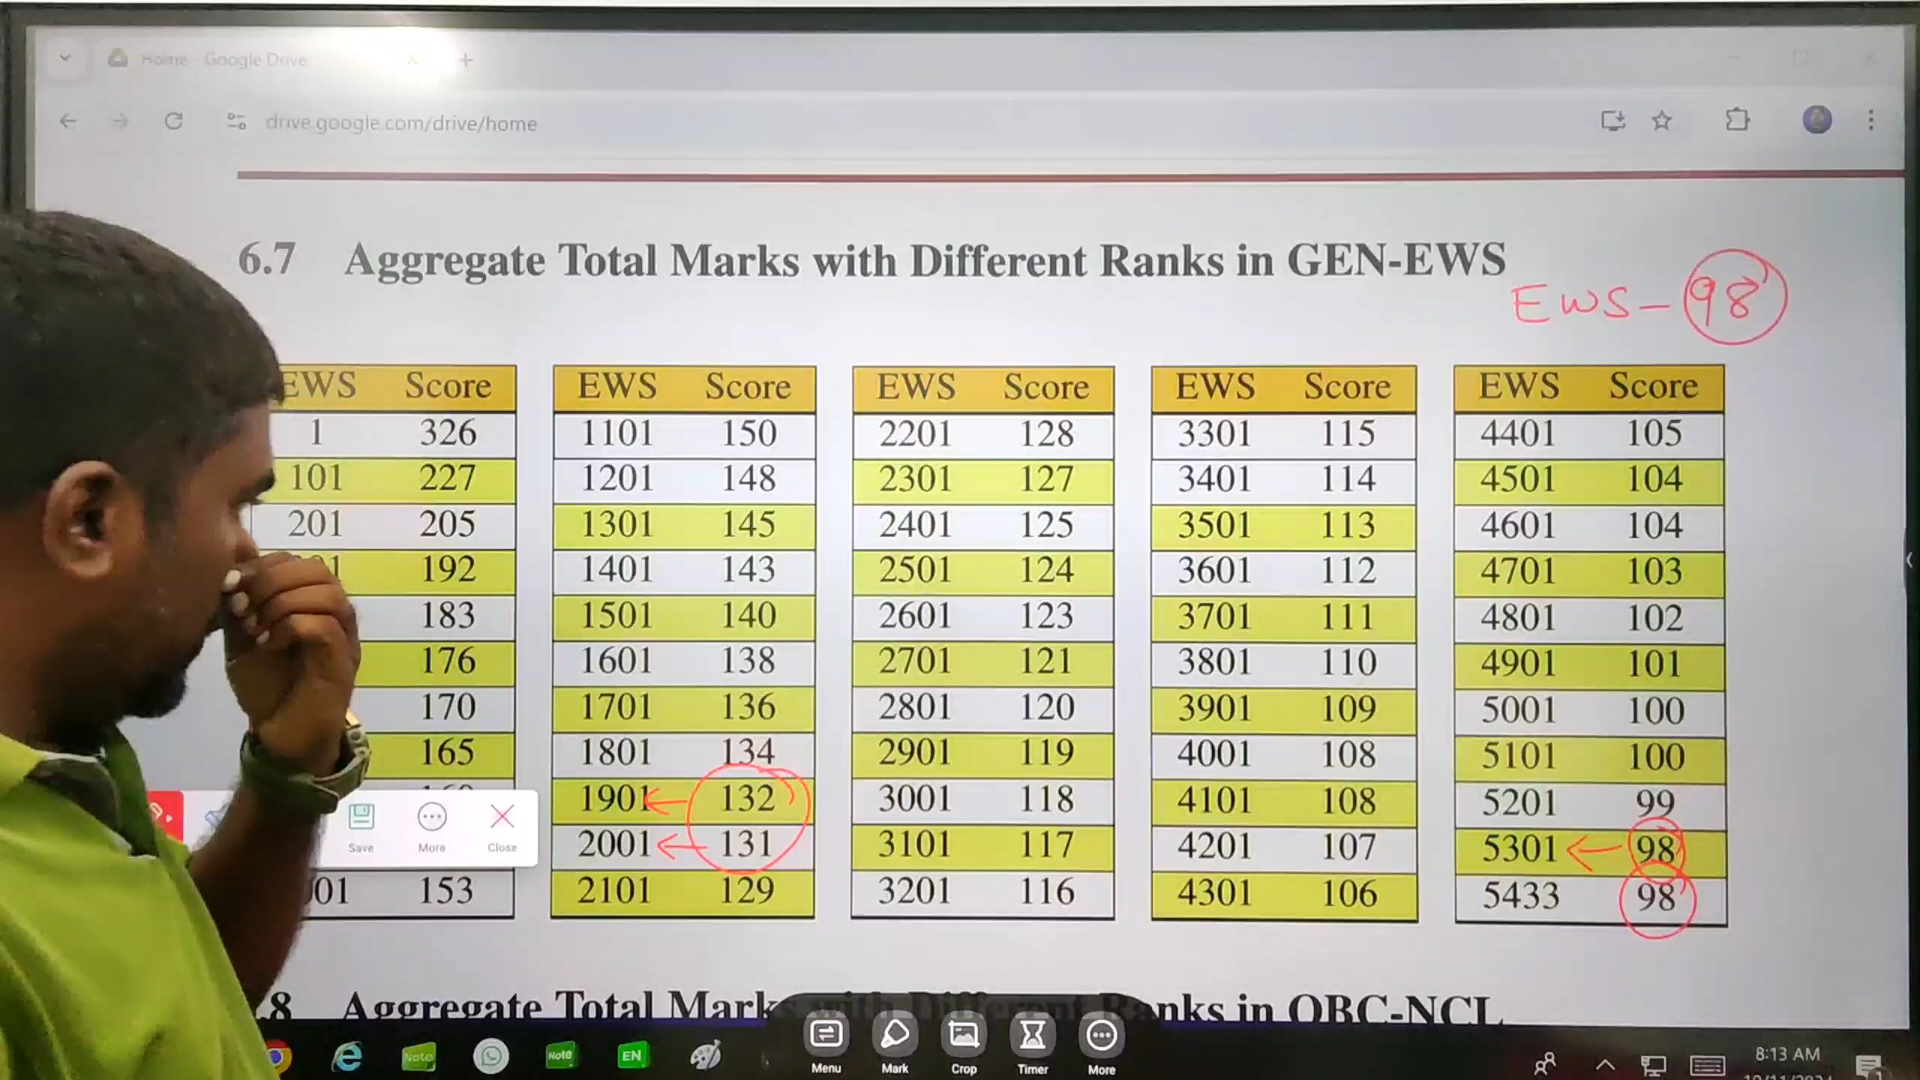 Home - Google Drive
drive.google.com/drive/home
6.7 Aggregate Total Marks with Different Ranks in GEN-EWS
EWS - 98
EWS Score EWS Score EWS Score EWS Score EWS Score
1 326 1101 150 2201 128 3301 115 4401 105
101 227 1201 148 2301 127 3401 114 4501 104
201 205 1301 145 2401 125 3501 113 4601 104
192 1401 143 2501 124 3601 112 4701 103
183 1501 140 2601 123 3701 111 4801 102
176 1601 138 2701 121 3801 110 4901 101
170 1701 136 2801 120 3901 109 5001 100
165 1801 134 2901 119 4001 108 5101 100
1901 132 3001 118 4101 108 5201 99
2001 131 3101 117 4201 107 5301 98
01 153 2101 129 3201 116 4301 106 5433 98
Save More Close
.8 Aggregate Total Marks with Different Ranks in OBC-NCL
Menu Mark Crop Timer More
Note Note EN
8:13 AM